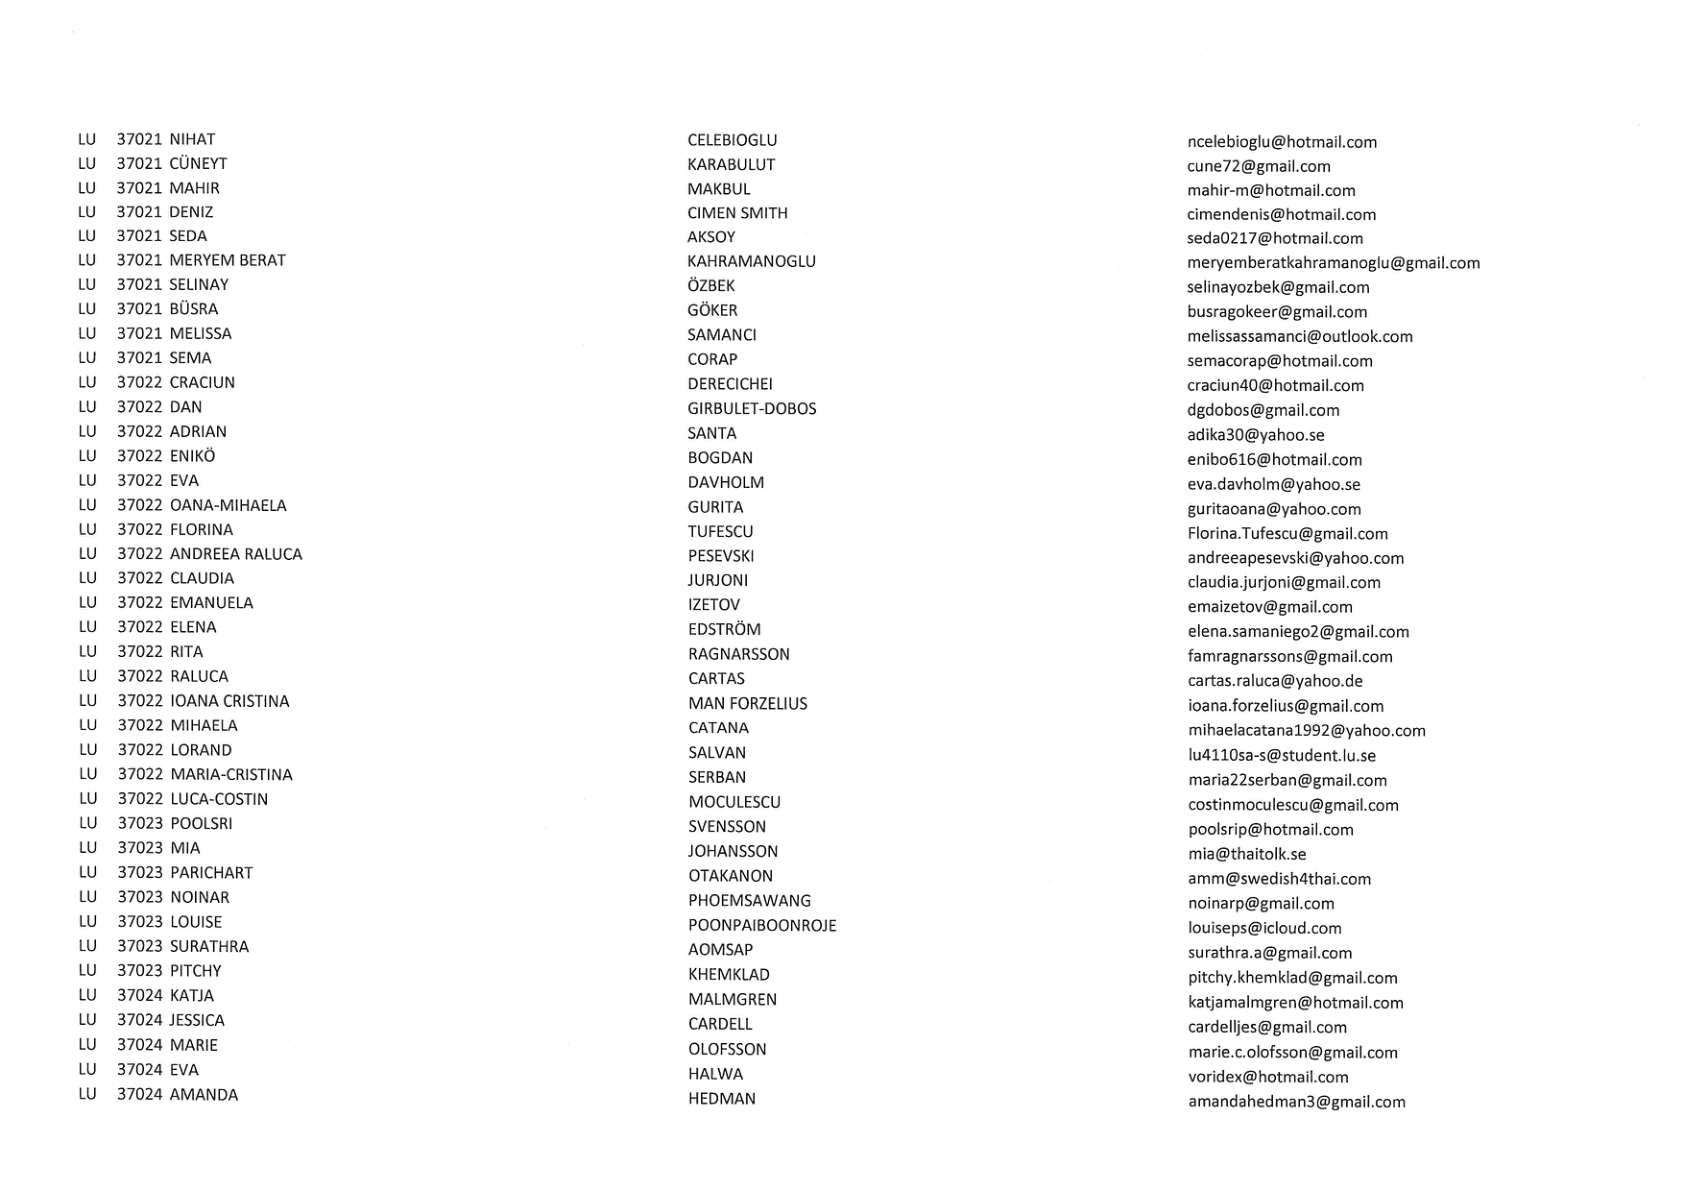 LU 37021 NIHAT CELEBIOGLU ncelebioglu@hotmail.com
LU 37021 CÜNEYT KARABULUT cune72@gmail.com
LU 37021 MAHIR MAKBUL mahir-m@hotmail.com
LU 37021 DENIZ CIMEN SMITH cimendenis@hotmail.com
LU 37021 SEDA AKSOY seda0217@hotmail.com
LU 37021 MERYEM BERAT KAHRAMANOGLU meryemberatkahramanoglu@gmail.com
LU 37021 SELINAY ÖZBEK selinayozbek@gmail.com
LU 37021 BÜSRA GÖKER busragokeer@gmail.com
LU 37021 MELISSA SAMANCI melissassamanci@outlook.com
LU 37021 SEMA CORAP semacorap@hotmail.com
LU 37022 CRACIUN DERECICHEI craciun40@hotmail.com
LU 37022 DAN GIRBULET-DOBOS dgdobos@gmail.com
LU 37022 ADRIAN SANTA adika30@yahoo.se
LU 37022 ENIKÖ BOGDAN enibo616@hotmail.com
LU 37022 EVA DAVHOLM eva.davholm@yahoo.se
LU 37022 OANA-MIHAELA GURITA guritaoana@yahoo.com
LU 37022 FLORINA TUFESCU Florina.Tufescu@gmail.com
LU 37022 ANDREEA RALUCA PESEVSKI andreeapesevski@yahoo.com
LU 37022 CLAUDIA JURJONI claudia.jurjoni@gmail.com
LU 37022 EMANUELA IZETOV emaizetov@gmail.com
LU 37022 ELENA EDSTRÖM elena.samaniego2@gmail.com
LU 37022 RITA RAGNARSSON famragnarssons@gmail.com
LU 37022 RALUCA CARTAS cartas.raluca@yahoo.de
LU 37022 IOANA CRISTINA MAN FORZELIUS ioana.forzelius@gmail.com
LU 37022 MIHAELA CATANA mihaelacatana1992@yahoo.com
LU 37022 LORAND SALVAN lu4110sa-s@student.lu.se
LU 37022 MARIA-CRISTINA SERBAN maria22serban@gmail.com
LU 37022 LUCA-COSTIN MOCULESCU costinmoculescu@gmail.com
LU 37023 POOLSRI SVENSSON poolsrip@hotmail.com
LU 37023 MIA JOHANSSON mia@thaitolk.se
LU 37023 PARICHART OTAKANON amm@swedish4thai.com
LU 37023 NOINAR PHOEMSAWANG noinarp@gmail.com
LU 37023 LOUISE POONPAIBOONROJE louiseps@icloud.com
LU 37023 SURATHRA AOMSAP surathra.a@gmail.com
LU 37023 PITCHY KHEMKLAD pitchy.khemklad@gmail.com
LU 37024 KATJA MALMGREN katjamalmgren@hotmail.com
LU 37024 JESSICA CARDELL cardelljes@gmail.com
LU 37024 MARIE OLOFSSON marie.c.olofsson@gmail.com
LU 37024 EVA HALWA voridex@hotmail.com
LU 37024 AMANDA HEDMAN amandahedman3@gmail.com